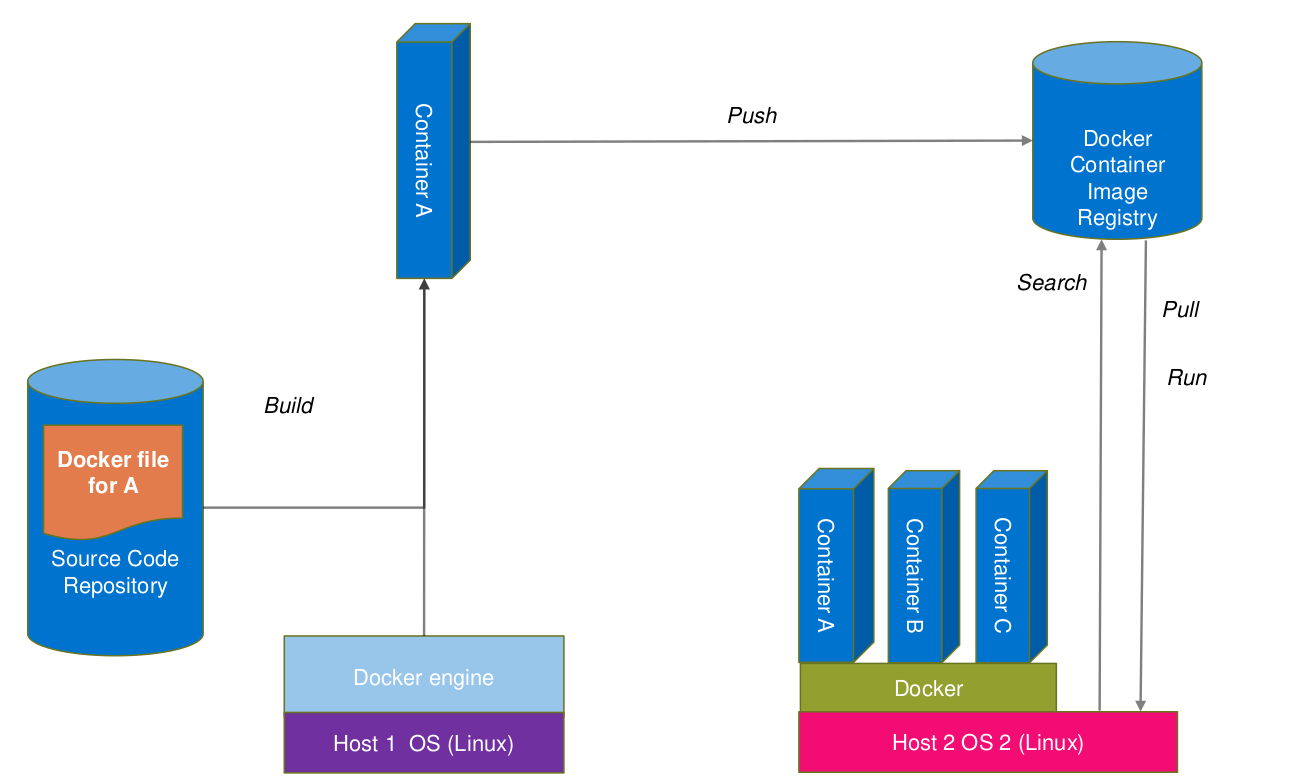 Container A
Push
Docker
Container
Image
Registry
Search
Pull
Run
Build
Docker file
for A
Source Code
Repository
Container A
Container B
Container C
Docker engine
Docker
Host 1  OS (Linux)
Host 2 OS 2 (Linux)